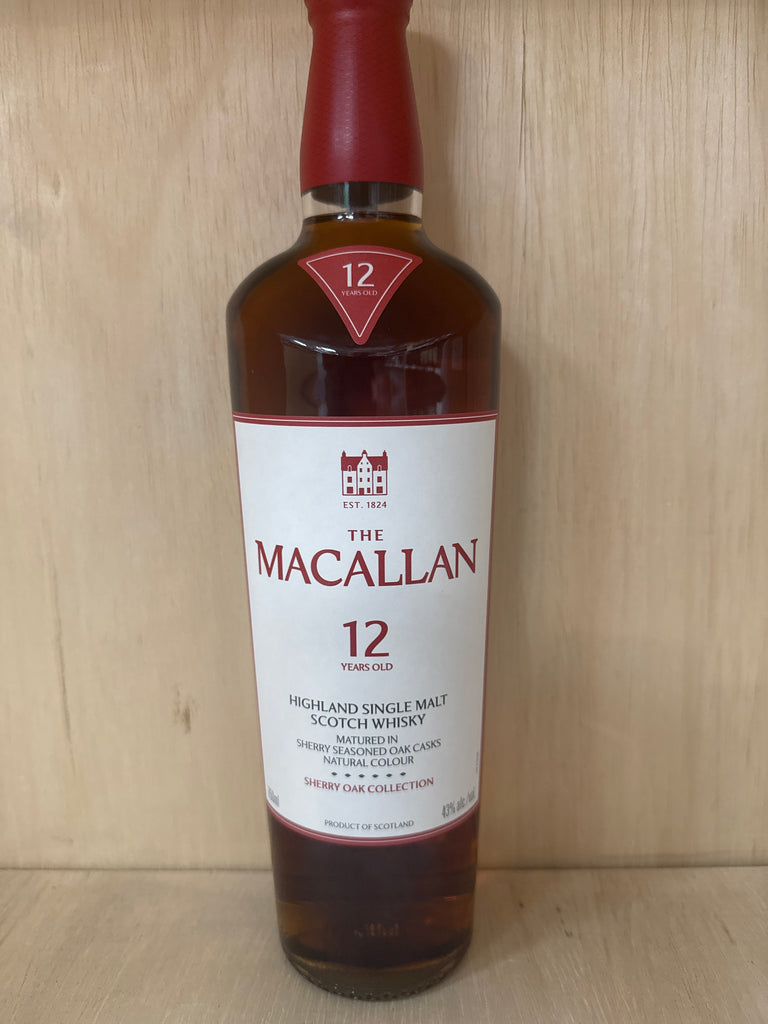 12
YEARS OLD
EST. 1824
THE
MACALLAN
12
YEARS OLD
HIGHLAND SINGLE MALT
SCOTCH WHISKY
MATURED IN
SHERRY SEASONED OAK CASKS
NATURAL COLOUR
SHERRY OAK COLLECTION
43% alc./vol.
PRODUCT OF SCOTLAND